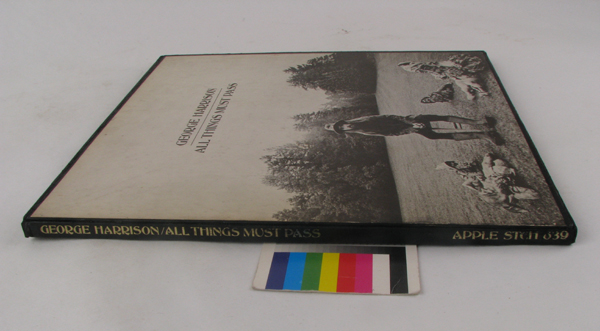 GEORGE HARRISON
ALL THINGS MUST PASS
GEORGE HARRISON/ALL THINGS MUST PASS
APPLE STCH 639